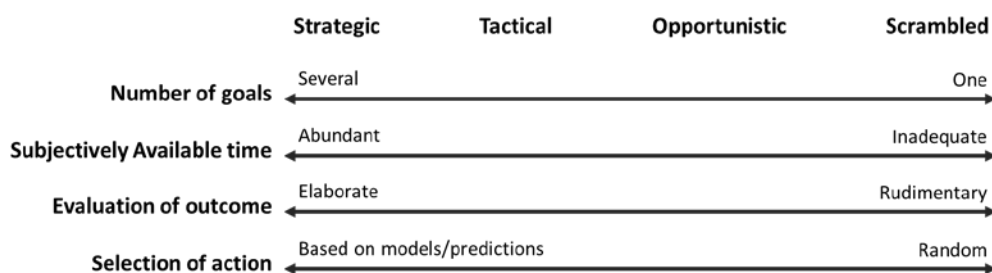 Strategic Tactical Opportunistic Scrambled
Several One
Number of goals
Abundant Inadequate
Subjectively Available time
Elaborate Rudimentary
Evaluation of outcome
Based on models/predictions Random
Selection of action